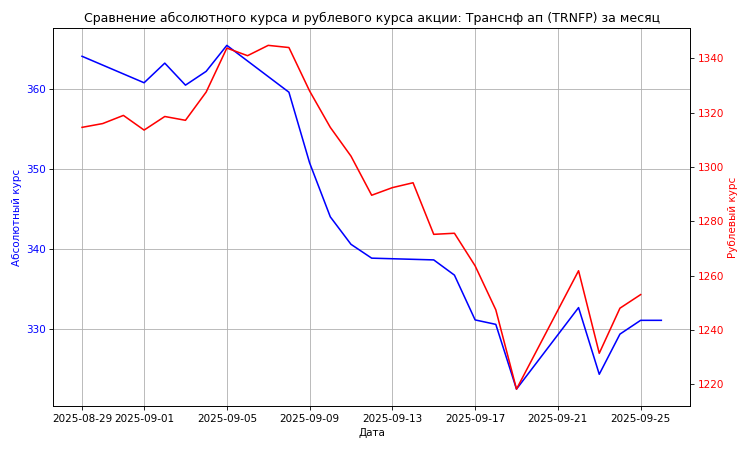 Сравнение абсолютного курса и рублевого курса акции: Транснф ап (TRNFP) за месяц
360
350
340
330
Абсолютный курс
1340
1320
1300
1280
1260
1240
1220
Рублевый курс
2025-08-29 2025-09-01 2025-09-05 2025-09-09 2025-09-13 2025-09-17 2025-09-21 2025-09-25
Дата